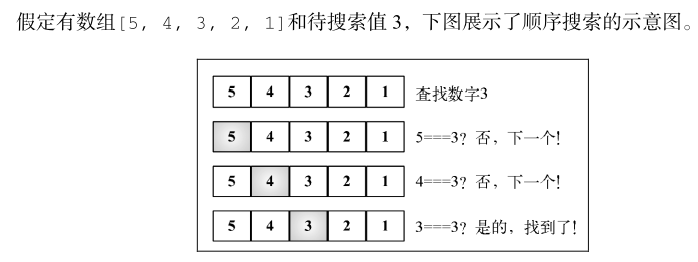 假定有数组[5, 4, 3, 2, 1]和待搜索值 3，下图展示了顺序搜索的示意图。
5 4 3 2 1 查找数字3
5 4 3 2 1 5===3？否，下一个！
5 4 3 2 1 4===3？否，下一个！
5 4 3 2 1 3===3？是的，找到了！